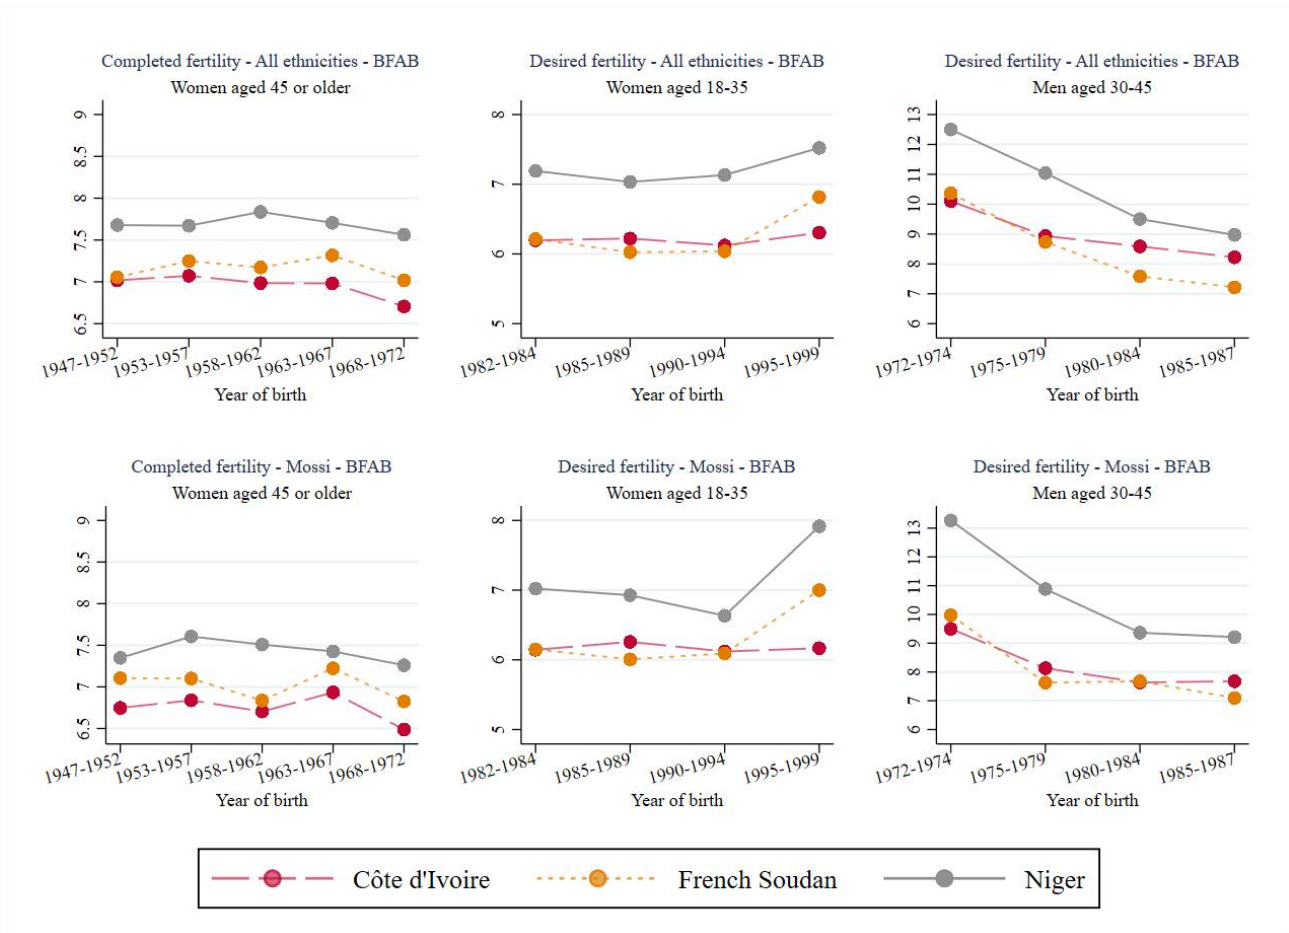 Completed fertility - All ethnicities - BFAB
Women aged 45 or older
9
8.5
8
7.5
7
6.5
1947-1952
1953-1957
1958-1962
1963-1967
1968-1972
Year of birth
Desired fertility - All ethnicities - BFAB
Women aged 18-35
8
7
6
5
1982-1984
1985-1989
1990-1994
1995-1999
Year of birth
Desired fertility - All ethnicities - BFAB
Men aged 30-45
13
12
11
10
9
8
7
6
1972-1974
1975-1979
1980-1984
1985-1987
Year of birth
Completed fertility - Mossi - BFAB
Women aged 45 or older
9
8.5
8
7.5
7
6.5
1947-1952
1953-1957
1958-1962
1963-1967
1968-1972
Year of birth
Desired fertility - Mossi - BFAB
Women aged 18-35
8
7
6
5
1982-1984
1985-1989
1990-1994
1995-1999
Year of birth
Desired fertility - Mossi - BFAB
Men aged 30-45
13
12
11
10
9
8
7
6
1972-1974
1975-1979
1980-1984
1985-1987
Year of birth
Côte d'Ivoire
French Soudan
Niger